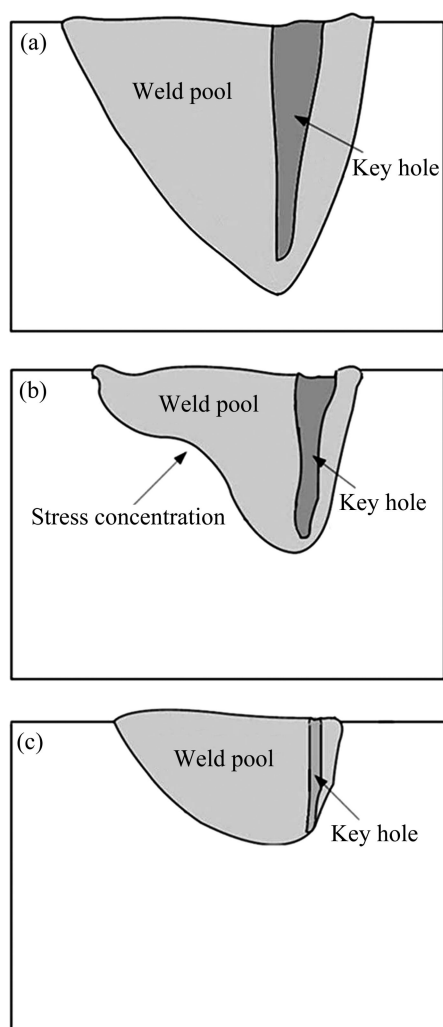 (a)
Weld pool
Key hole
(b)
Weld pool
Key hole
Stress concentration
(c)
Weld pool
Key hole